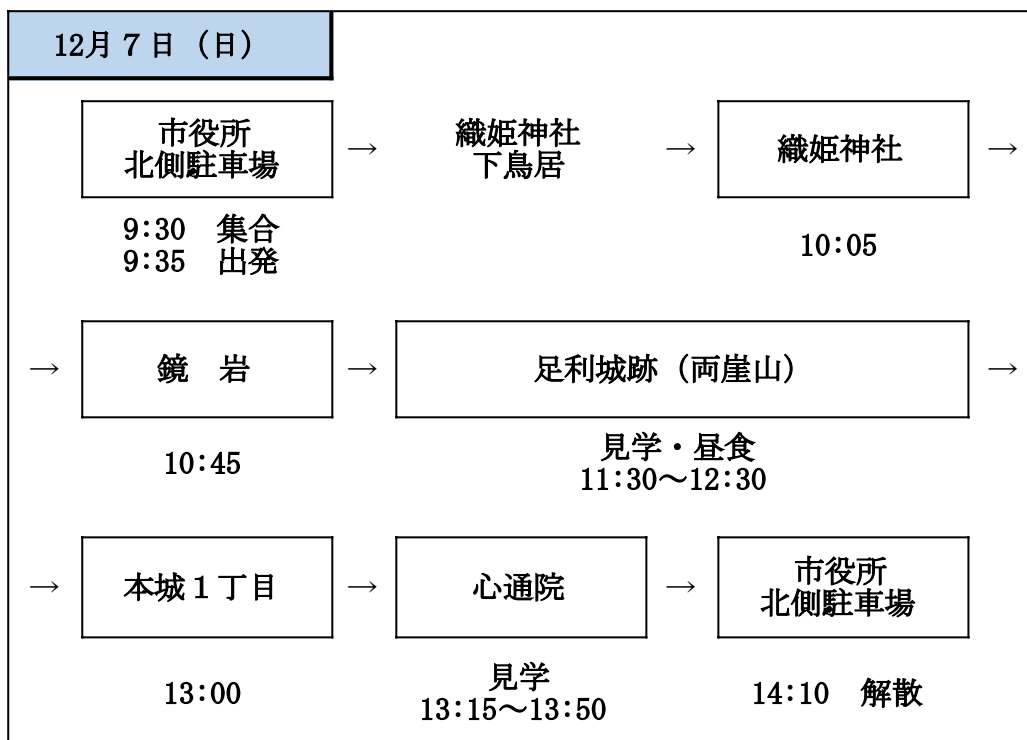 12月7日（日）
市役所
北側駐車場
→
織姫神社
下鳥居
→
織姫神社
→
9:30　集合
9:35　出発
10:05
→
鏡　岩
→
足利城跡（両崖山）
→
10:45
見学・昼食
11:30～12:30
→
本城１丁目
→
心通院
→
市役所
北側駐車場
13:00
見学
13:15～13:50
14:10　解散